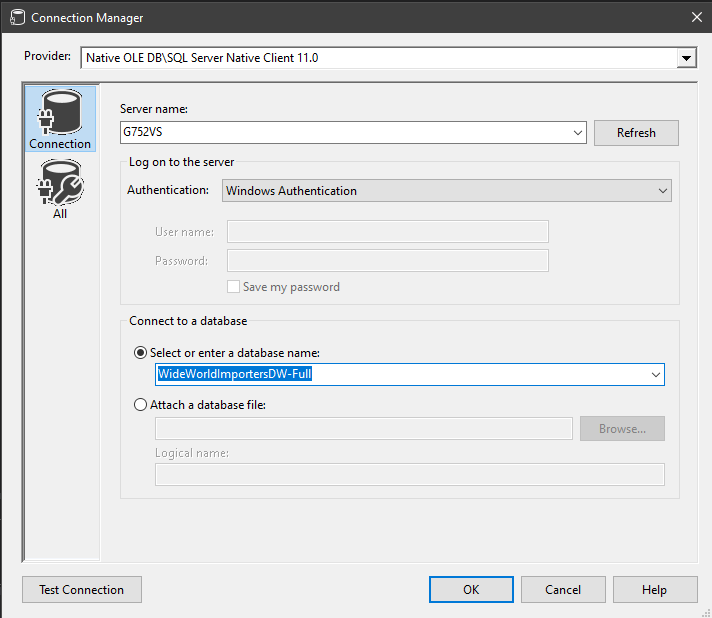 Connection Manager
Provider: Native OLE DB\SQL Server Native Client 11.0
Connection
All
Server name:
G752VS
Refresh
Log on to the server
Authentication: Windows Authentication
User name:
Password:
Save my password
Connect to a database
Select or enter a database name:
WideWorldImportersDW-Full
Attach a database file:
Browse...
Logical name:
Test Connection
OK
Cancel
Help